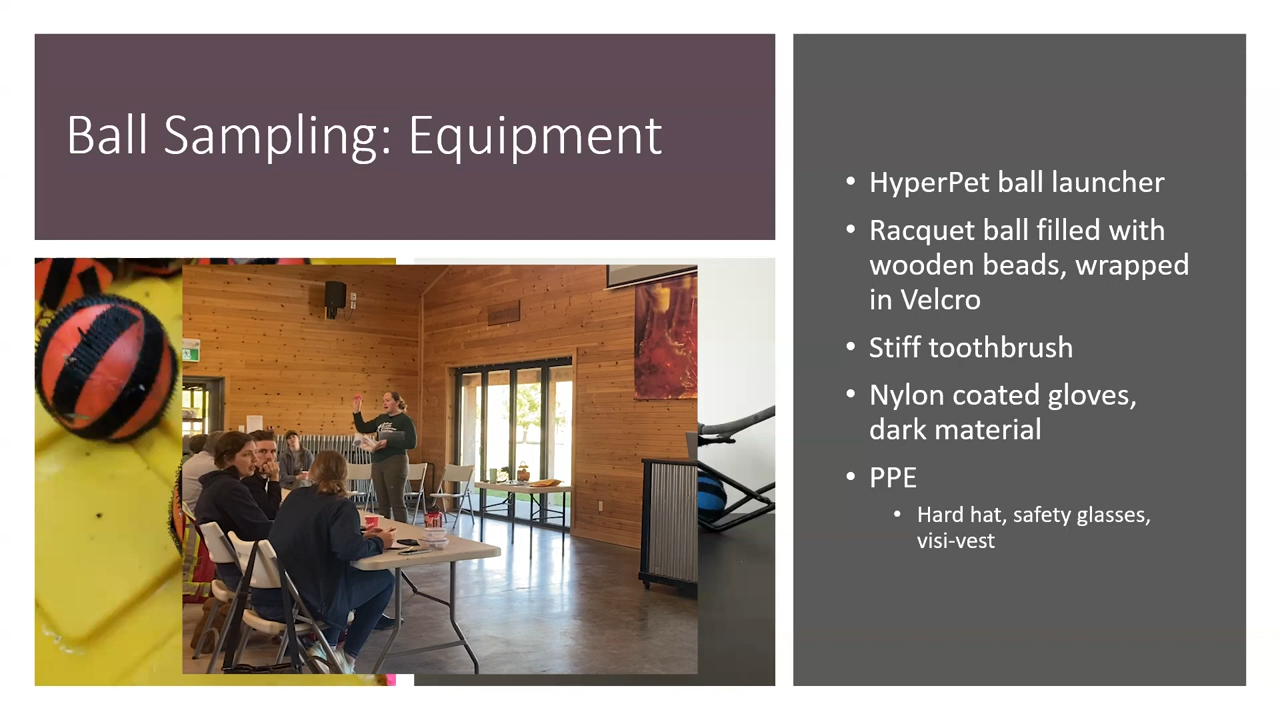 Ball Sampling: Equipment
• HyperPet ball launcher
• Racquet ball filled with
wooden beads, wrapped
in Velcro
• Stiff toothbrush
• Nylon coated gloves,
dark material
• PPE
• Hard hat, safety glasses,
visi-vest